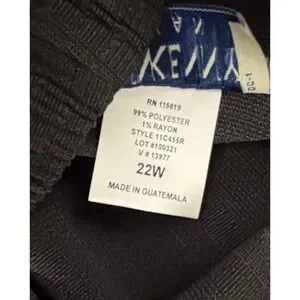 RN 115819
99% POLYESTER
1% RAYON
STYLE 11C455R
LOT #100321
V # 13977
22W
MADE IN GUATEMALA